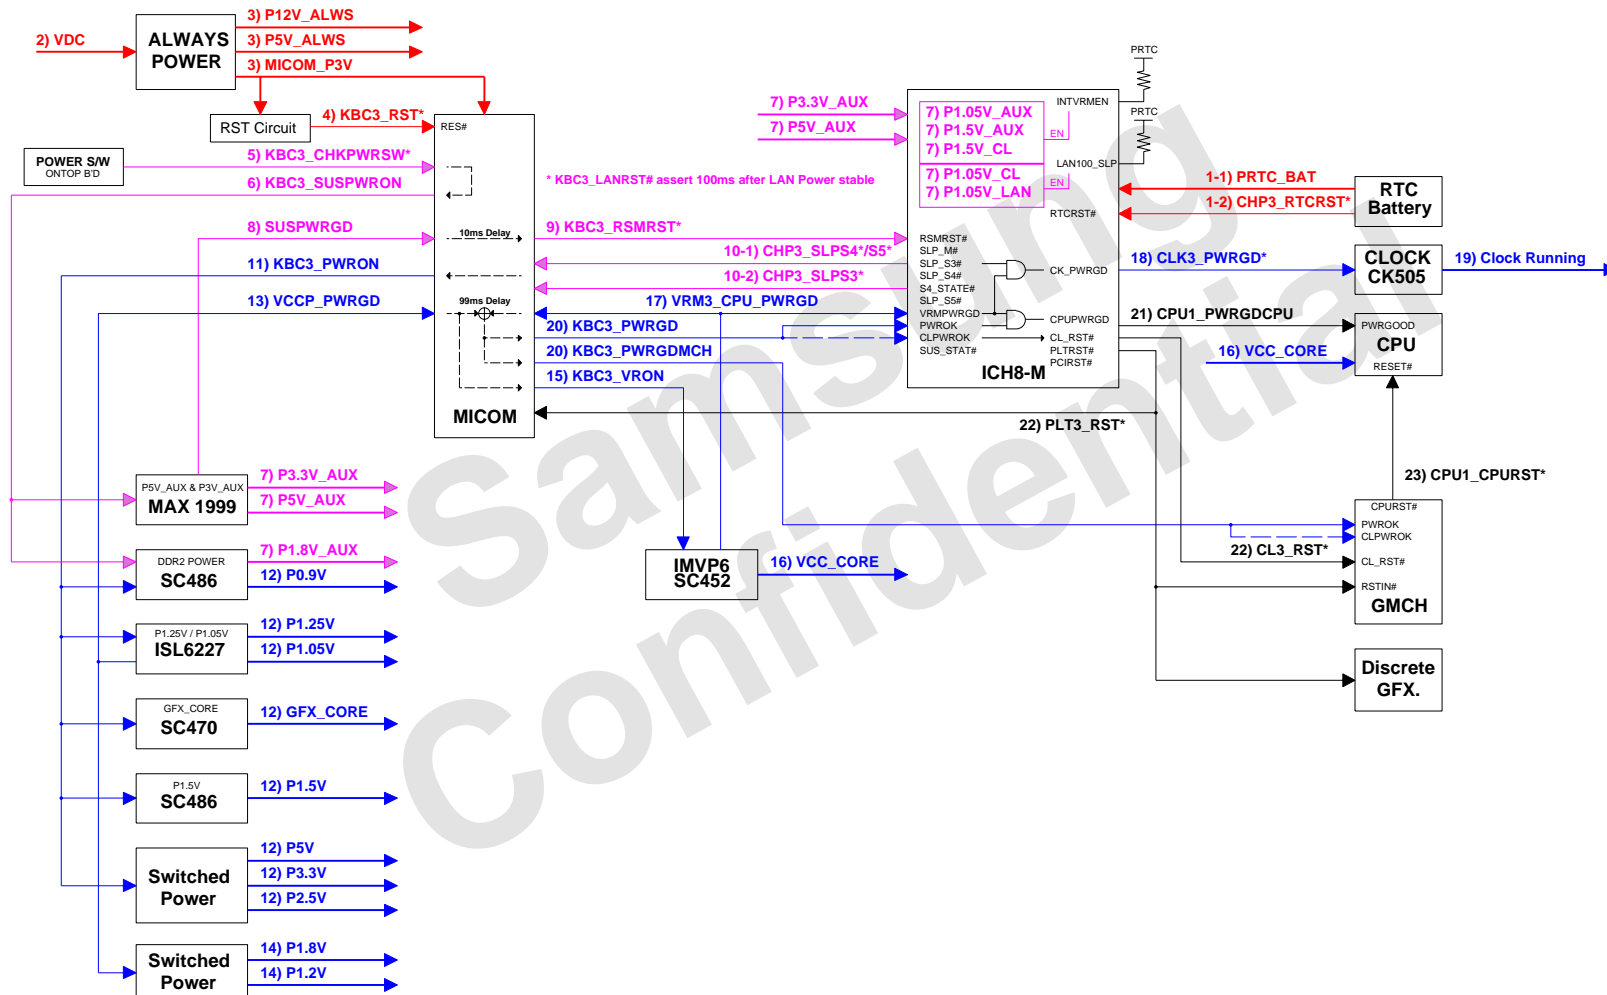 2) VDC
ALWAYS
POWER
3) P12V_ALWS
3) P5V_ALWS
3) MICOM_P3V
RST Circuit
4) KBC3_RST*
RES#
POWER S/W
ONTOP B'D
5) KBC3_CHKPWRSW*
6) KBC3_SUSPWRON
8) SUSPWRGD
11) KBC3_PWRON
13) VCCP_PWRGD
10ms Delay
99ms Delay
MICOM
* KBC3_LANRST# assert 100ms after LAN Power stable
9) KBC3_RSMRST*
10-1) CHP3_SLPS4*/S5*
10-2) CHP3_SLPS3*
17) VRM3_CPU_PWRGD
20) KBC3_PWRGD
20) KBC3_PWRGDMCH
15) KBC3_VRON
7) P3.3V_AUX
7) P5V_AUX
7) P1.05V_AUX
7) P1.5V_AUX
7) P1.5V_CL
EN
7) P1.05V_CL
7) P1.05V_LAN
EN
INTVRMEN
LAN100_SLP
RTCRST#
PRTC
PRTC
RSMRST#
SLP_M#
SLP_S3#
SLP_S4#
S4_STATE#
SLP_S5#
VRMPWRGD
PWROK
CLPWROK
SUS_STAT#
CK_PWRGD
CPUPWRGD
CL_RST#
PLTRST#
PCIRST#
ICH8-M
1-1) PRTC_BAT
1-2) CHP3_RTCRST*
RTC
Battery
18) CLK3_PWRGD*
CLOCK
CK505
19) Clock Running
21) CPU1_PWRGDCPU
16) VCC_CORE
PWRGOOD
CPU
RESET#
22) PLT3_RST*
23) CPU1_CPURST*
CPURST#
PWROK
CLPWROK
CL_RST#
RSTIN#
GMCH
22) CL3_RST*
Discrete
GFX.
IMVP6
SC452
16) VCC_CORE
P5V_AUX & P3V_AUX
MAX 1999
7) P3.3V_AUX
7) P5V_AUX
DDR2 POWER
SC486
7) P1.8V_AUX
12) P0.9V
P1.25V / P1.05V
ISL6227
12) P1.25V
12) P1.05V
GFX_CORE
SC470
12) GFX_CORE
P1.5V
SC486
12) P1.5V
Switched
Power
12) P5V
12) P3.3V
12) P2.5V
Switched
Power
14) P1.8V
14) P1.2V
Samsung
Confidential